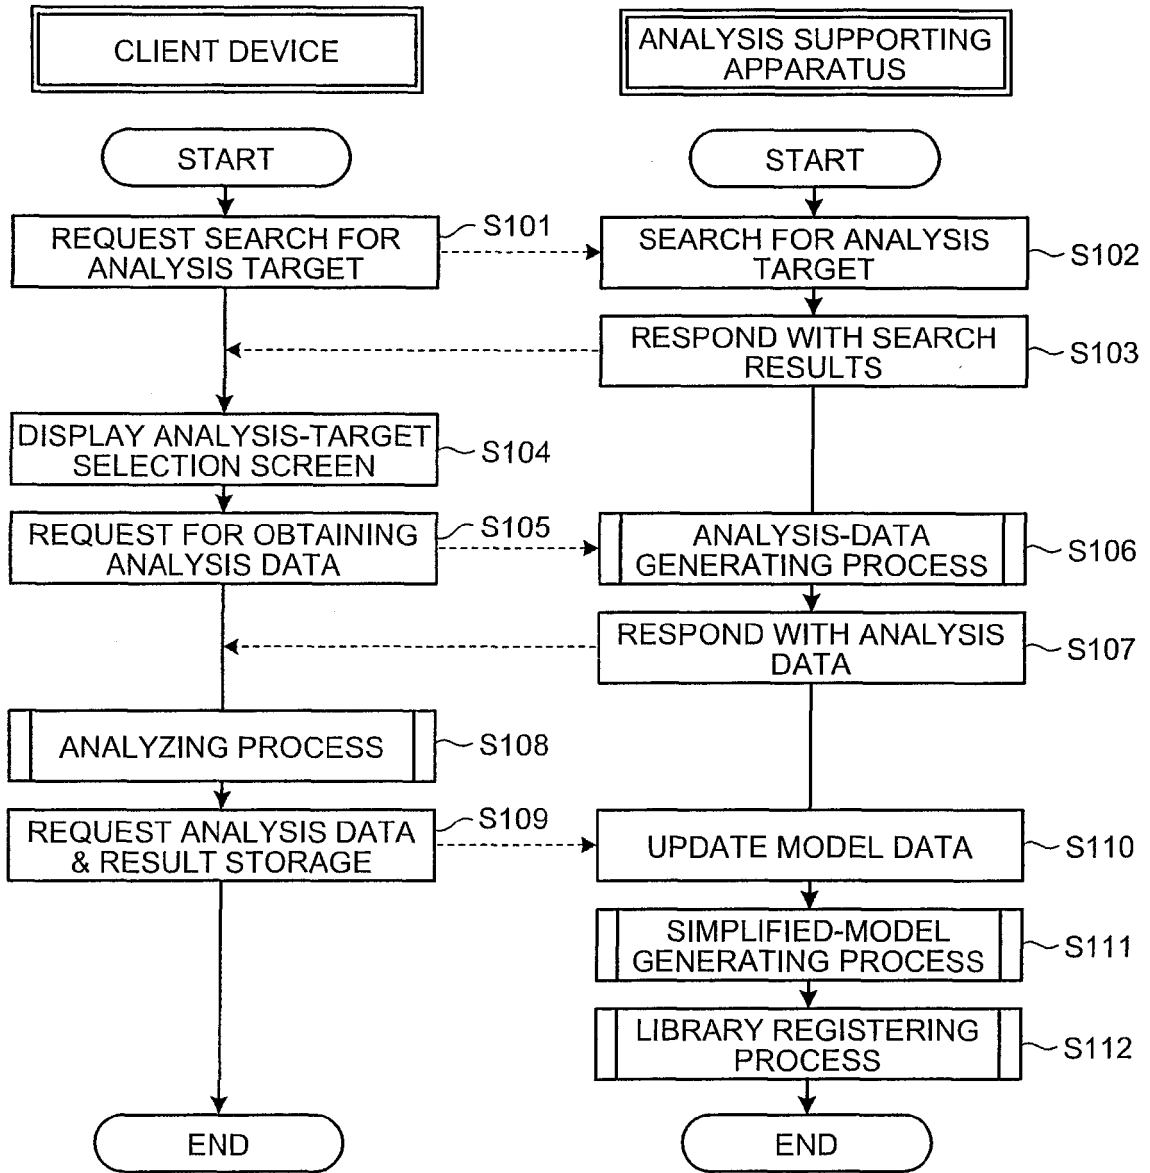 CLIENT DEVICE
ANALYSIS SUPPORTING
APPARATUS
START
START
REQUEST SEARCH FOR
ANALYSIS TARGET
S101
SEARCH FOR ANALYSIS
TARGET
S102
RESPOND WITH SEARCH
RESULTS
S103
DISPLAY ANALYSIS-TARGET
SELECTION SCREEN
S104
REQUEST FOR OBTAINING
ANALYSIS DATA
S105
ANALYSIS-DATA
GENERATING PROCESS
S106
RESPOND WITH ANALYSIS
DATA
S107
ANALYZING PROCESS
S108
REQUEST ANALYSIS DATA
& RESULT STORAGE
S109
UPDATE MODEL DATA
S110
SIMPLIFIED-MODEL
GENERATING PROCESS
S111
LIBRARY REGISTERING
PROCESS
S112
END
END